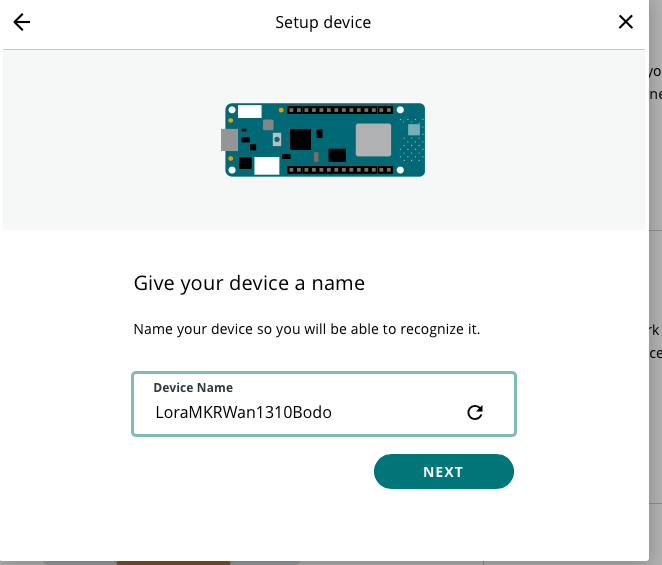 Setup device
Give your device a name
Name your device so you will be able to recognize it.
Device Name
LoraMKRWan1310Bodo
NEXT